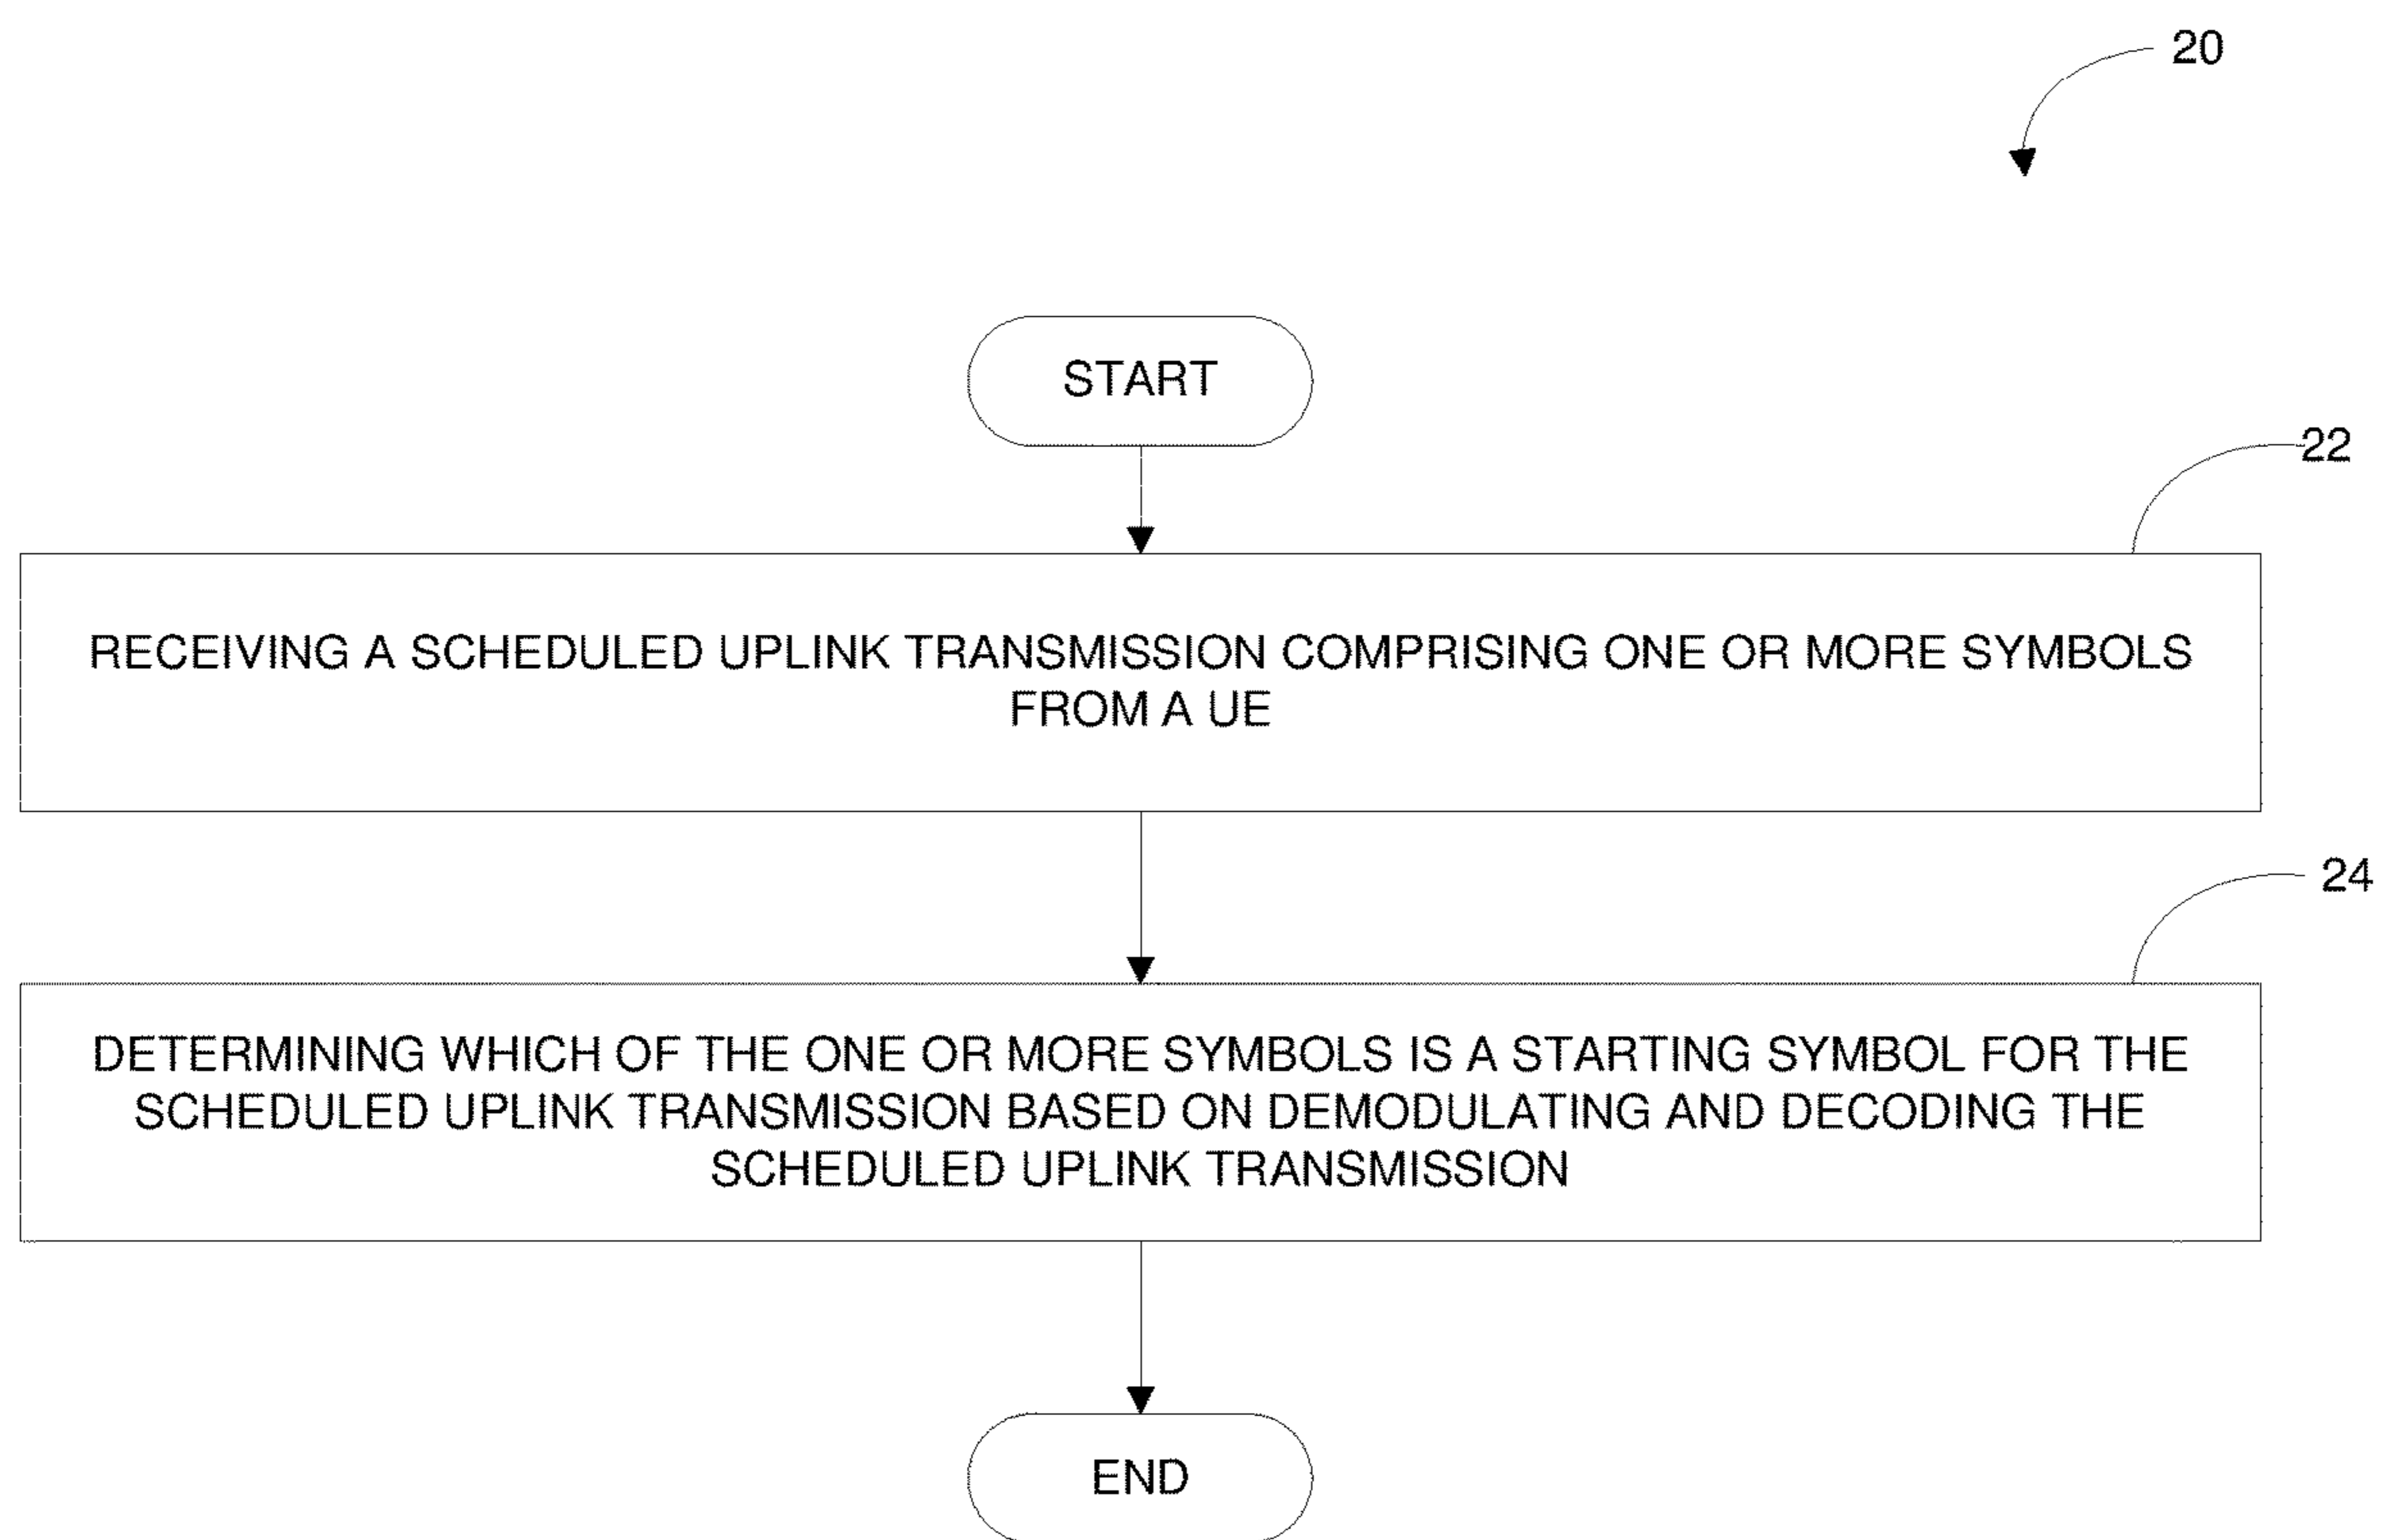 20
START
22
RECEIVING A SCHEDULED UPLINK TRANSMISSION COMPRISING ONE OR MORE SYMBOLS
FROM A UE
24
DETERMINING WHICH OF THE ONE OR MORE SYMBOLS IS A STARTING SYMBOL FOR THE
SCHEDULED UPLINK TRANSMISSION BASED ON DEMODULATING AND DECODING THE
SCHEDULED UPLINK TRANSMISSION
END